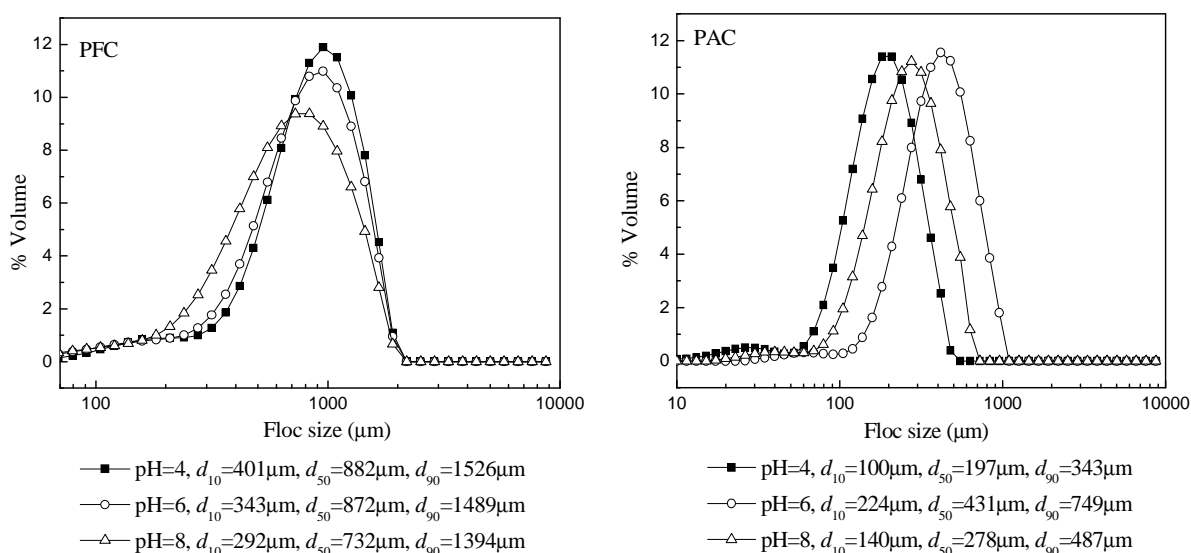 PFC
12
10
8
6
4
2
0
% Volume
100
1000
10000
Floc size (μm)
pH=4, d10=401μm, d50=882μm, d90=1526μm
pH=6, d10=343μm, d50=872μm, d90=1489μm
pH=8, d10=292μm, d50=732μm, d90=1394μm
PAC
12
10
8
6
4
2
0
% Volume
10
100
1000
10000
Floc size (μm)
pH=4, d10=100μm, d50=197μm, d90=343μm
pH=6, d10=224μm, d50=431μm, d90=749μm
pH=8, d10=140μm, d50=278μm, d90=487μm